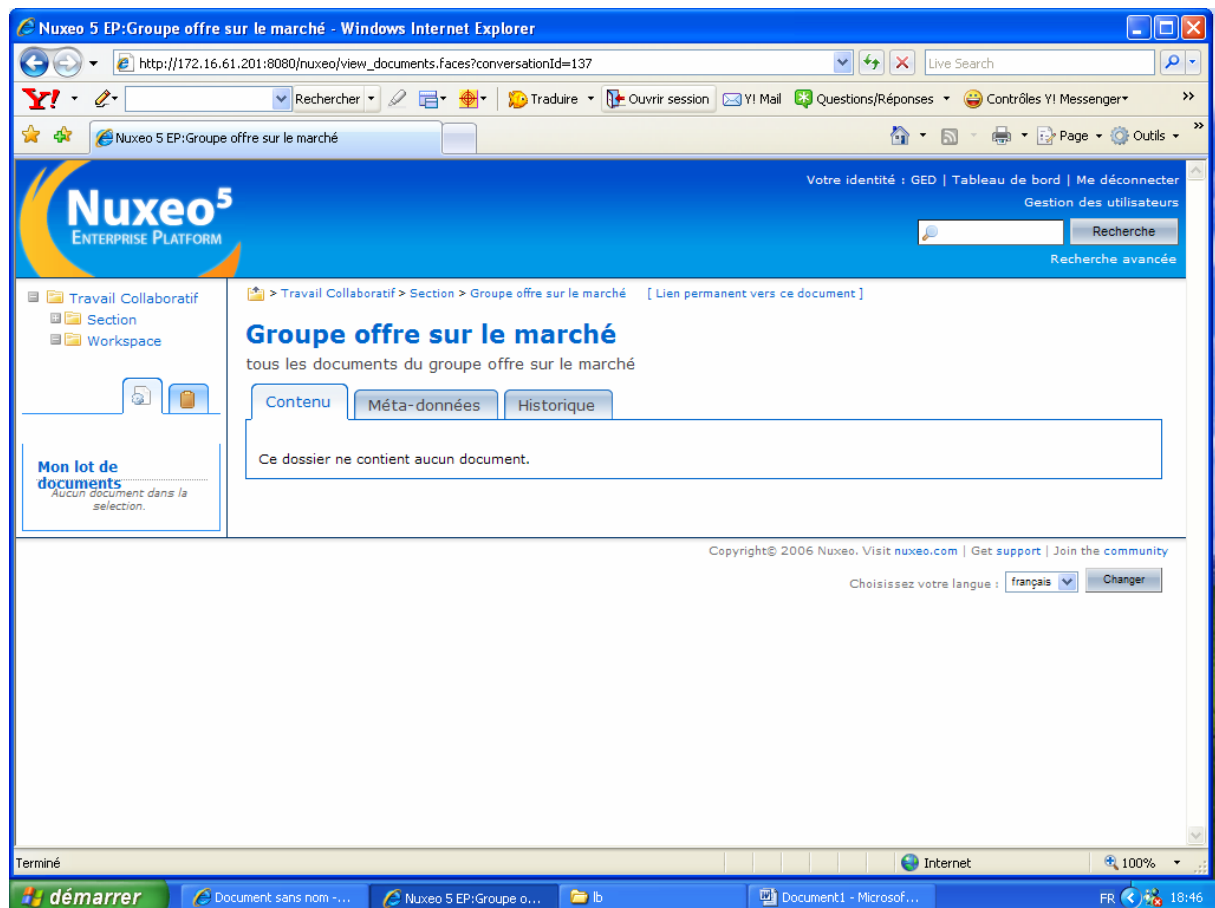 Nuxeo 5 EP:Groupe offre sur le marché - Windows Internet Explorer
http://172.16.61.201:8080/nuxeo/view_documents.faces?conversationId=137
Live Search
Y! Rechercher Traduire Ouvrir session Y! Mail Questions/Réponses Contrôles Y! Messenger >>
Nuxeo 5 EP:Groupe offre sur le marché Page Outils >>
Votre identité : GED | Tableau de bord | Me déconnecter
Gestion des utilisateurs
Nuxeo5
ENTERPRISE PLATFORM
Recherche
Recherche avancée
Travail Collaboratif
Section
Workspace
> Travail Collaboratif > Section > Groupe offre sur le marché [ Lien permanent vers ce document ]
Groupe offre sur le marché
tous les documents du groupe offre sur le marché
Contenu Méta-données Historique
Ce dossier ne contient aucun document.
Mon lot de
documents
Aucun document dans la
selection.
Copyright© 2006 Nuxeo. Visit nuxeo.com | Get support | Join the community
Choisissez votre langue : français Changer
Terminé Internet 100%
démarrer Document sans nom -... Nuxeo 5 EP:Groupe o... lb Document1 - Microsof... FR 18:46